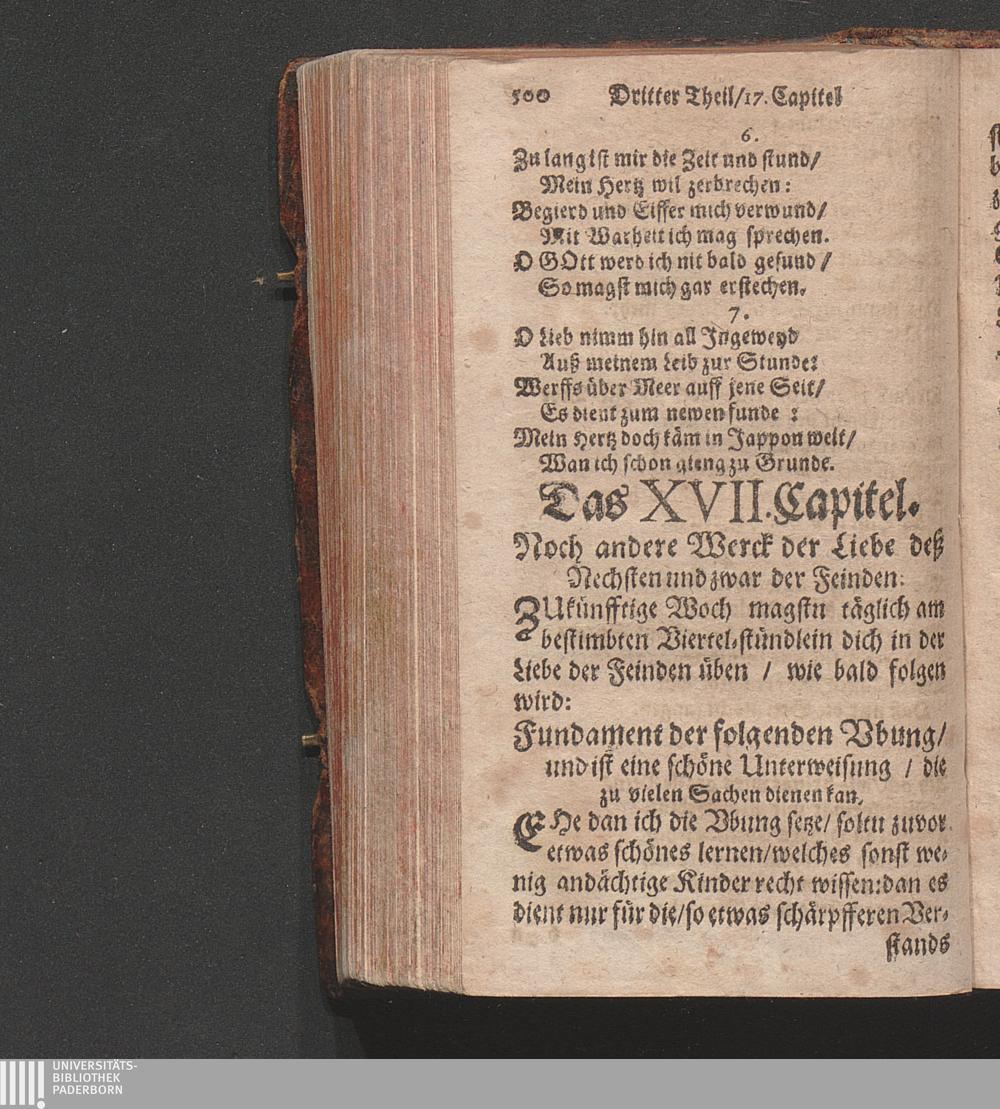 500 Dritter Theil/17. Capitel
6.
Zu lang ist mir die Zeit und stund/
Mein Hertz wil zerbrechen:
Begierd und Eiffer mich verwund/
Mit Warheit ich mag sprechen.
O GOtt werd ich nit bald gesund /
So magst mich gar erstechen.
7.
O Lieb nimm hin all Ingeweyd
Auß meinem Leib zur Stunde:
Werffs über Meer auff jene Seit/
Es dient zum newen funde :
Mein Hertz doch käm in Jappon weit/
Wan ich schon gieng zu Grunde.
Das XVII. Capitel.
Noch andere Werck der Liebe deß
Nechsten und zwar der Feinden:
ZUkünfftige Woch magstu täglich am
bestimbten Viertel-stündlein dich in der
Liebe der Feinden üben / wie bald folgen
wird:
Fundament der folgenden Vbung/
und ist eine schöne Unterweisung / die
zu vielen Sachen dienen kan.
EHe dan ich die Vbung setze/ soltu zuvor
etwas schönes lernen/welches sonst we-
nig andächtige Kinder recht wissen:dan es
dient nur für die/so etwas schärpfferen Ver-
stands
UNIVERSITÄTS-
BIBLIOTHEK
PADERBORN